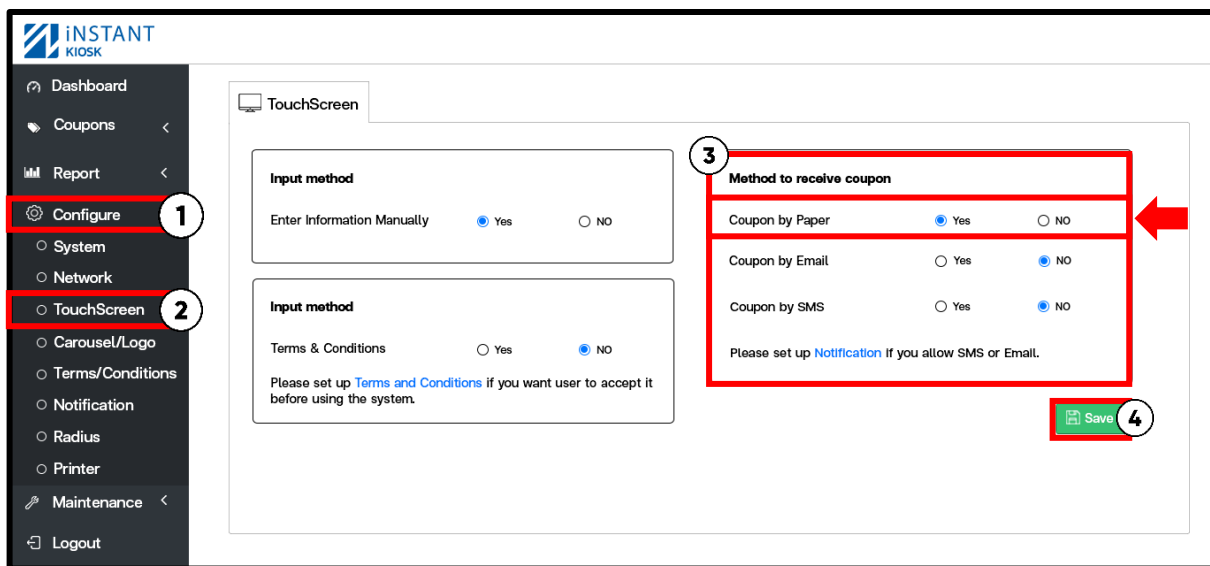 iNSTANT
KIOSK
Dashboard
Coupons
Report
Configure
1
System
Network
TouchScreen
2
Carousel/Logo
Terms/Conditions
Notification
Radius
Printer
Maintenance
Logout
TouchScreen
Input method
Enter Information Manually Yes NO
Input method
Terms & Conditions Yes NO
Please set up Terms and Conditions if you want user to accept it
before using the system.
3
Method to receive coupon
Coupon by Paper Yes NO
Coupon by Email Yes NO
Coupon by SMS Yes NO
Please set up Notification if you allow SMS or Email.
Save
4